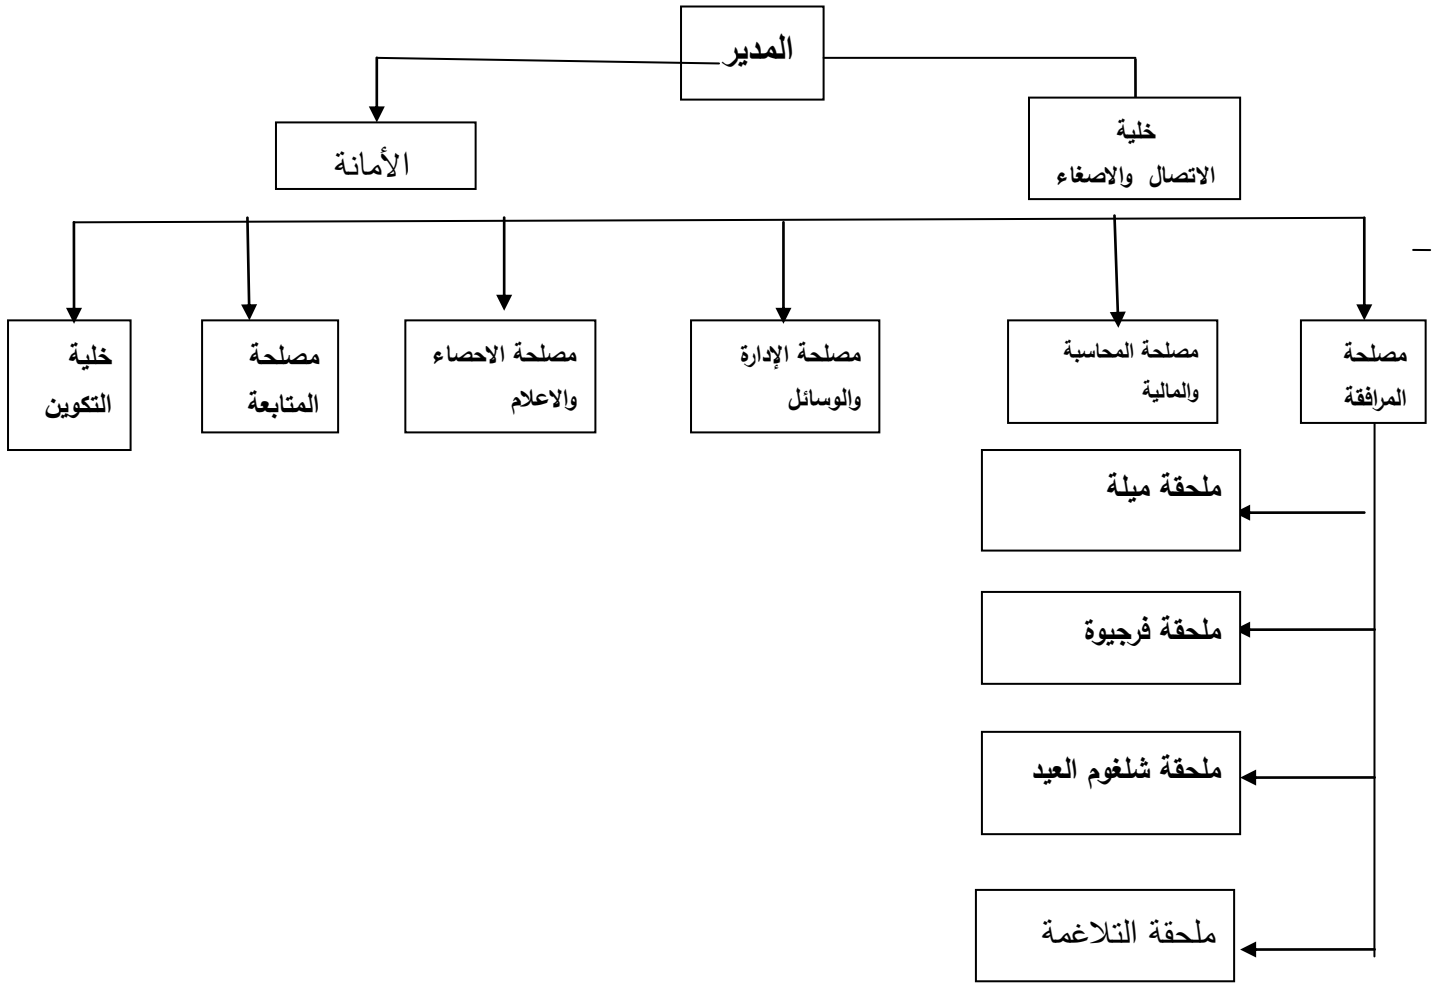 المدير
خلية
الاتصال والاصغاء
الأمانة
مصلحة
المرافقة
مصلحة المحاسبة
والمالية
مصلحة الإدارة
والوسائل
مصلحة الاحصاء
والاعلام
مصلحة
المتابعة
خلية
التكوين
ملحقة ميلة
ملحقة فرجيوة
ملحقة شلغوم العيد
ملحقة التلاغمة